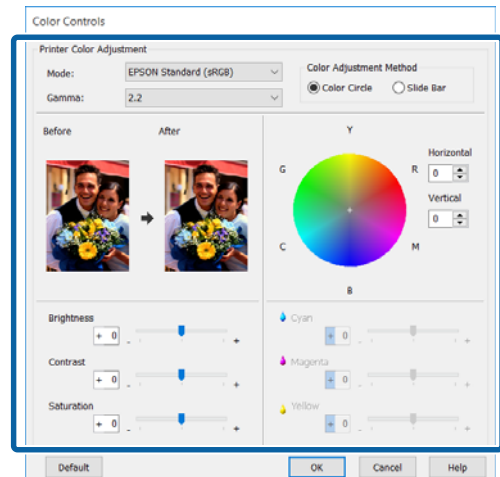 Color Controls
Printer Color Adjustment
Mode: EPSON Standard (sRGB)
Gamma: 2.2
Color Adjustment Method
Color Circle Slide Bar
Before After
Y
G R
C M
B
Horizontal
0
Vertical
0
Brightness
+ 0 - +
Contrast
+ 0 - +
Saturation
+ 0 - +
Cyan
+ 0 - +
Magenta
+ 0 - +
Yellow
+ 0 - +
Default OK Cancel Help